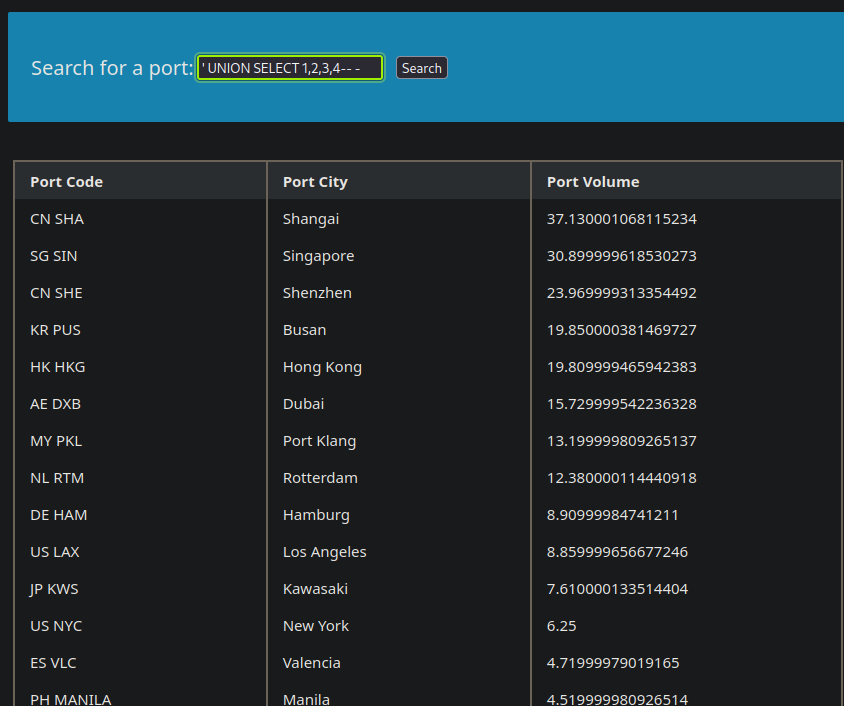 Search for a port: ' UNION SELECT 1,2,3,4-- - Search
Port Code Port City Port Volume
CN SHA Shangai 37.130001068115234
SG SIN Singapore 30.899999618530273
CN SHE Shenzhen 23.969999313354492
KR PUS Busan 19.850000381469727
HK HKG Hong Kong 19.809999465942383
AE DXB Dubai 15.729999542236328
MY PKL Port Klang 13.199999809265137
NL RTM Rotterdam 12.380000114440918
DE HAM Hamburg 8.90999984741211
US LAX Los Angeles 8.859999656677246
JP KWS Kawasaki 7.610000133514404
US NYC New York 6.25
ES VLC Valencia 4.71999979019165
PH MANILA Manila 4.519999980926514